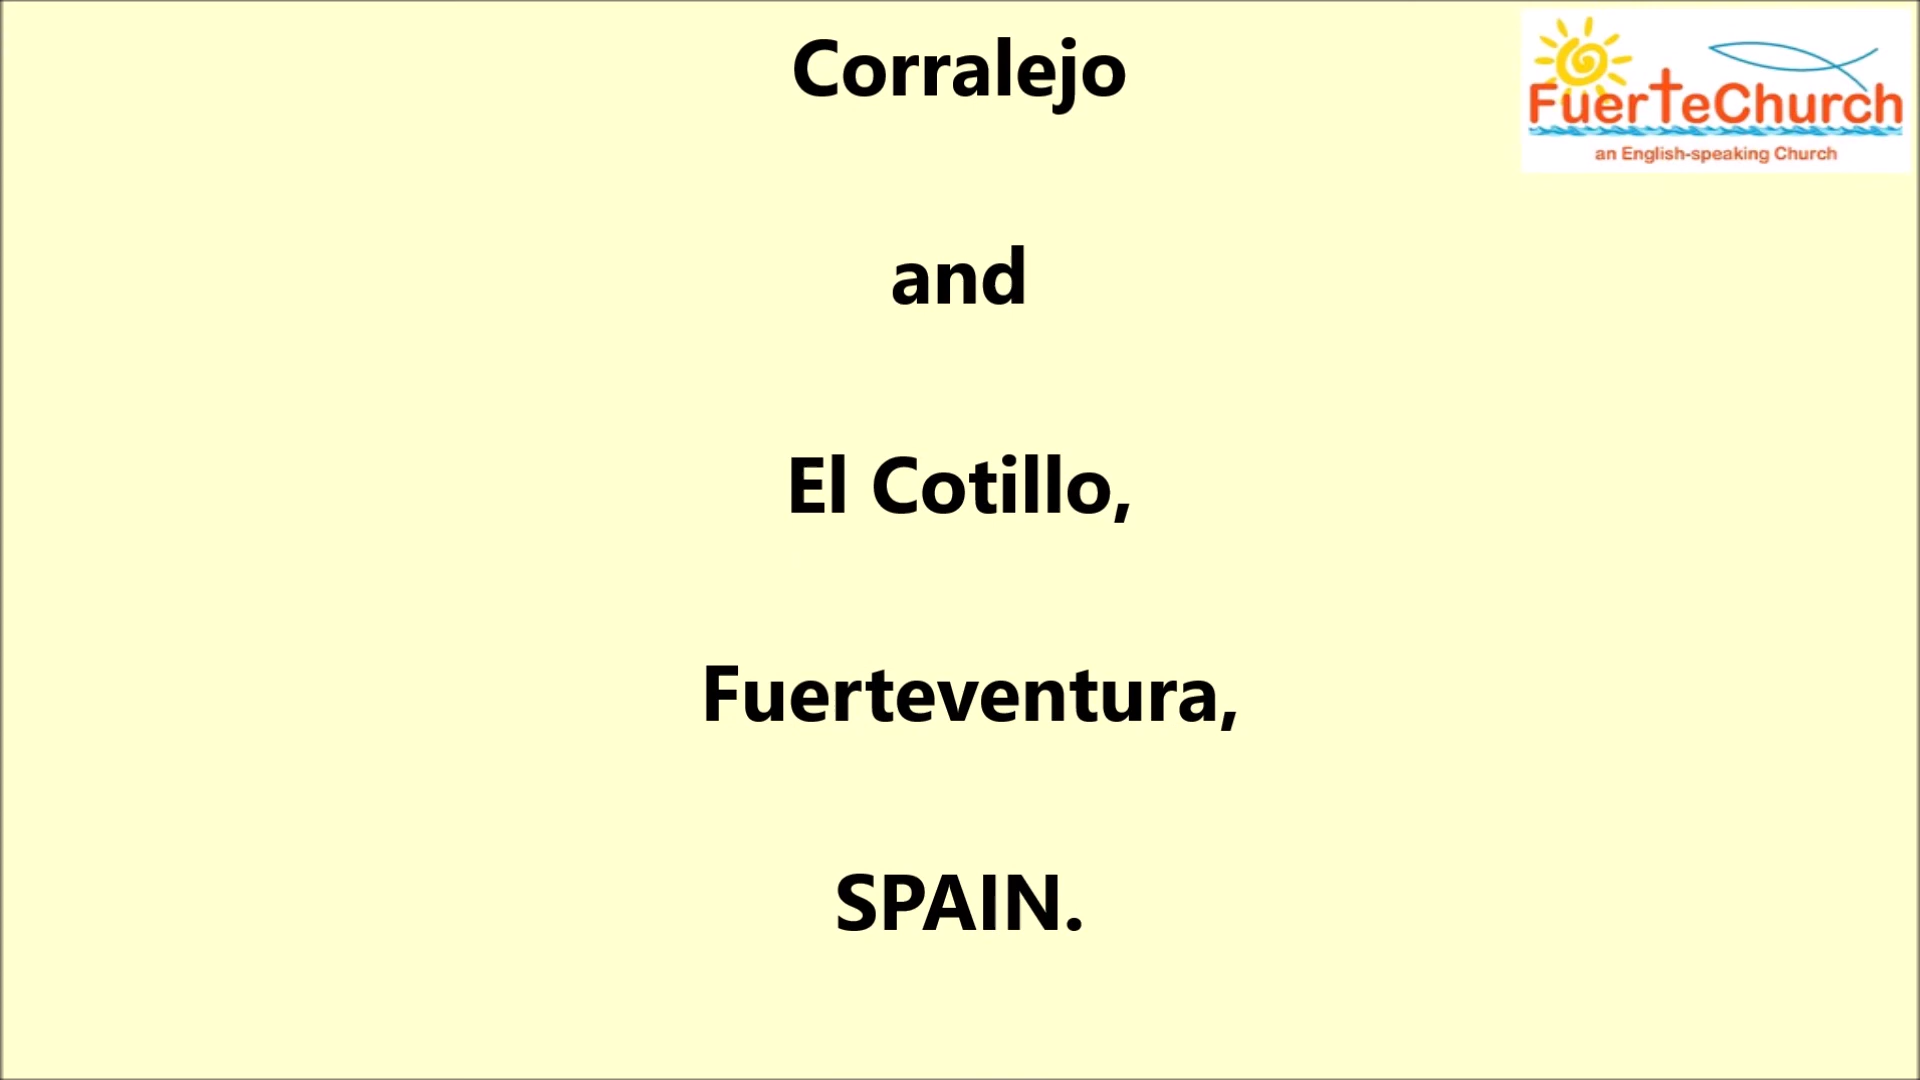 Corralejo
and
El Cotillo,
Fuerteventura,
SPAIN.
FuerTeChurch
an English-speaking Church